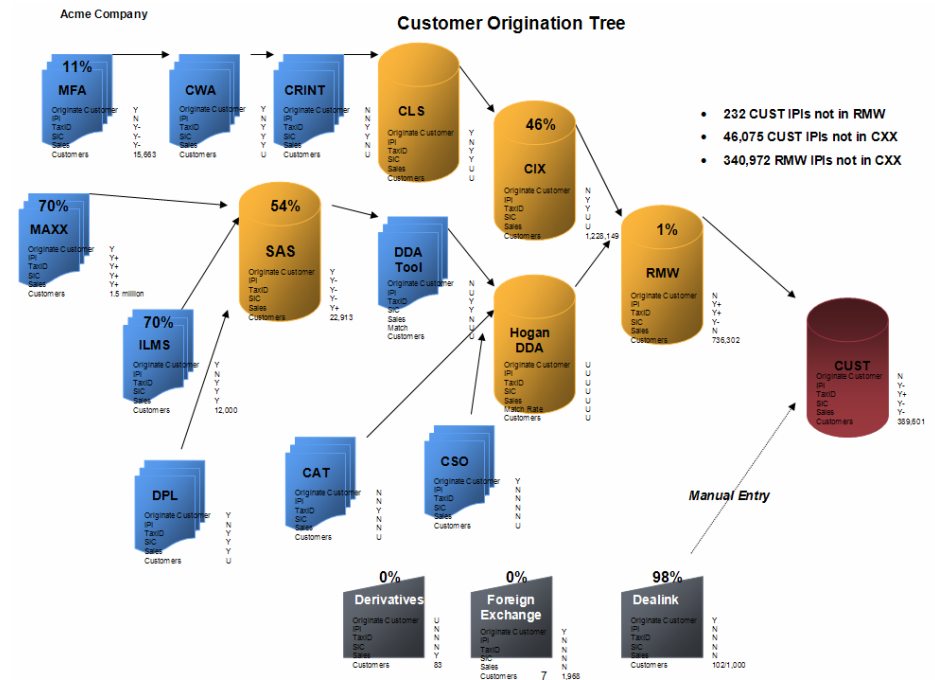 Acme Company
Customer Origination Tree
11%
MFA
Originate Customer Y
IPI N
TaxID Y-
SIC Y-
Sales Y-
Customers 15,663
CWA
Originate Customer Y
IPI N
TaxID Y
SIC Y
Sales Y
Customers U
CRINT
Originate Customer N
IPI N
TaxID Y
SIC Y
Sales Y
Customers U
CLS
Originate Customer Y
IPI N
TaxID Y
SIC Y
Sales U
Customers U
46%
CIX
Originate Customer N
IPI Y
TaxID Y
SIC U
Sales U
Customers 1,228,149
• 232 CUST IPIs not in RMW
• 46,075 CUST IPIs not in CXX
• 340,972 RMW IPIs not in CXX
70%
MAXX
Originate Customer Y
IPI Y+
TaxID Y+
SIC Y+
Sales Y+
Customers 1.5 million
54%
SAS
Originate Customer Y
IPI Y-
TaxID Y-
SIC Y-
Sales Y+
Customers 22,913
DDA
Tool
Originate Customer N
IPI U
TaxID Y
SIC Y
Sales N
Match
Customers U
1%
RMW
Originate Customer N
IPI Y+
TaxID Y+
SIC Y-
Sales N
Customers 736,302
70%
ILMS
Originate Customer Y
IPI N
TaxID Y
SIC Y
Sales Y
Customers 12,000
Hogan
DDA
Originate Customer U
IPI U
TaxID U
SIC U
Sales U
Match Rate U
Customers U
CUST
Originate Customer N
IPI Y-
TaxID Y+
SIC Y-
Sales Y-
Customers 389,601
DPL
Originate Customer Y
IPI N
TaxID Y
SIC Y
Sales Y
Customers U
CAT
Originate Customer N
IPI N
TaxID Y
SIC N
Sales N
Customers U
CSO
Originate Customer Y
IPI N
TaxID N
SIC N
Sales N
Customers U
Manual Entry
0%
Derivatives
Originate Customer U
IPI N
TaxID N
SIC N
Sales Y
Customers 83
0%
Foreign
Exchange
Originate Customer Y
IPI N
TaxID N
SIC N
Sales N
Customers 1,968
98%
Dealink
Originate Customer Y
IPI N
TaxID N
SIC N
Sales N
Customers 102/1,000
7